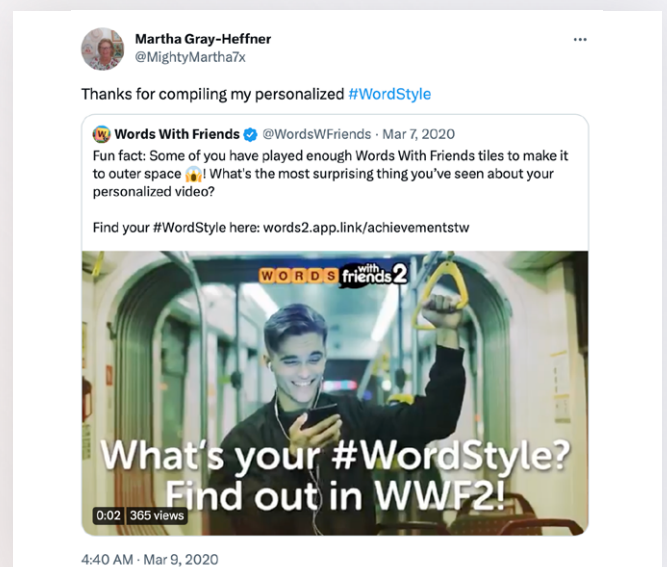 Martha Gray-Heffner
@MightyMartha7x
Thanks for compiling my personalized #WordStyle
Words With Friends @WordsWFriends · Mar 7, 2020
Fun fact: Some of you have played enough Words With Friends tiles to make it
to outer space 😱! What's the most surprising thing you've seen about your
personalized video?
Find your #WordStyle here: words2.app.link/achievementstw
WORDS with friends 2
What's your #WordStyle?
Find out in WWF2!
0:02 365 views
4:40 AM · Mar 9, 2020